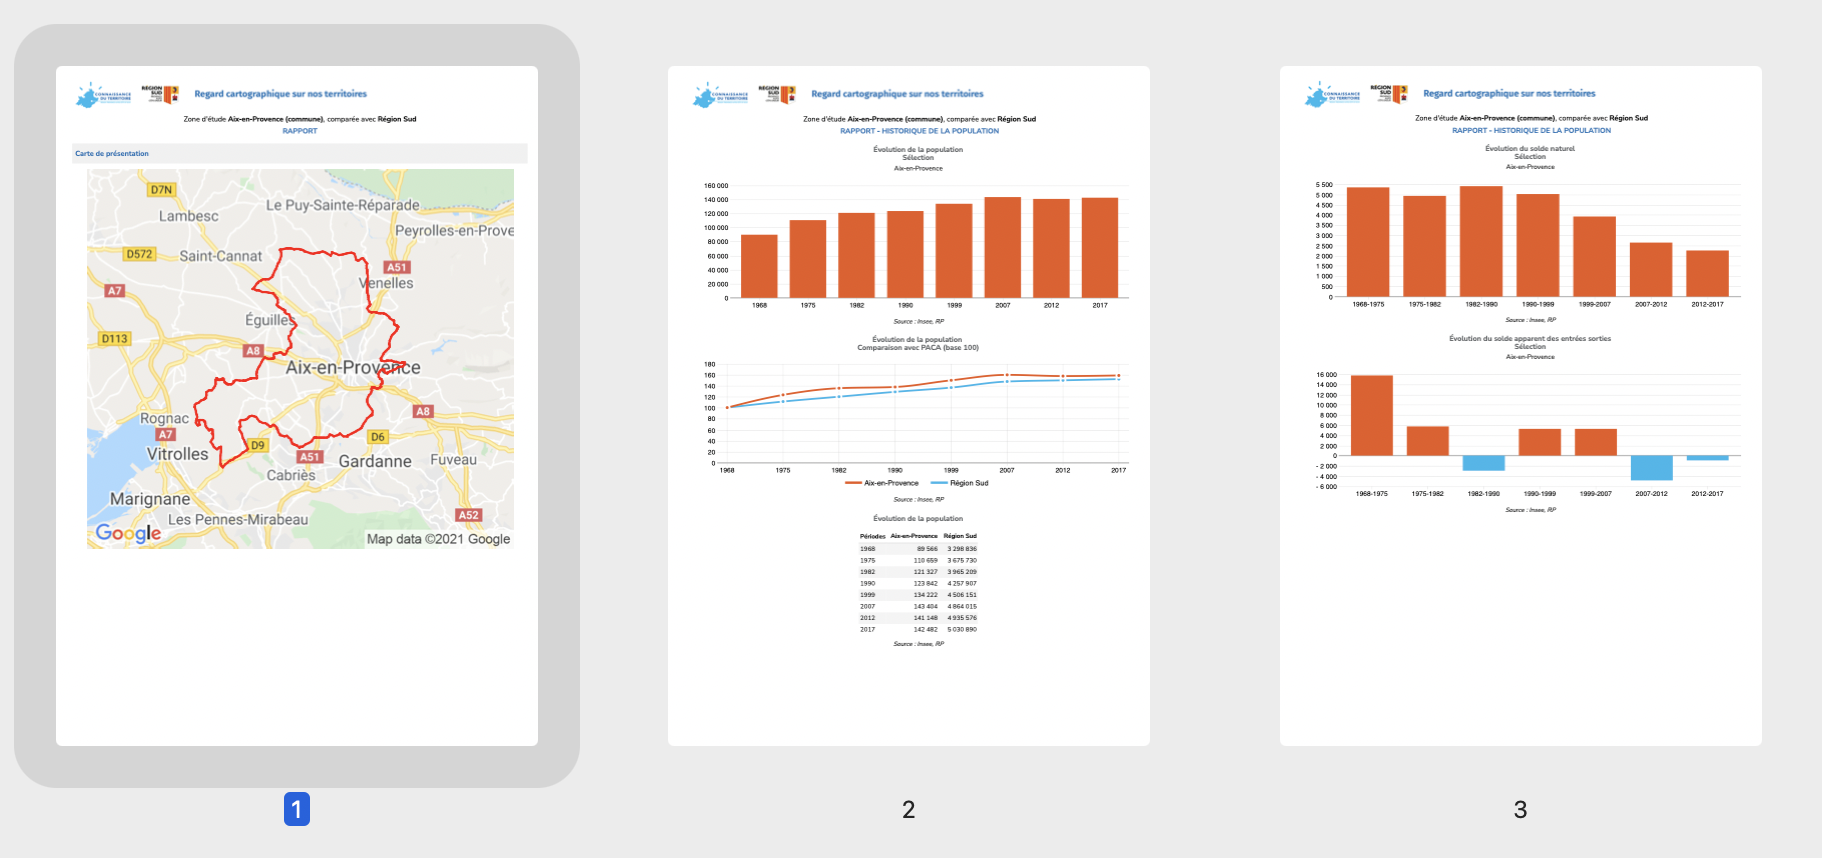 CONNAISSANCE
DU TERRITOIRE
RÉGION
SUD
Regard cartographique sur nos territoires
Zone d'étude Aix-en-Provence (commune), comparée avec Région Sud
RAPPORT
Carte de présentation
D7N
Le Puy-Sainte-Réparade
Lambesc
Peyrolles-en-Prove
D572
Saint-Cannat
A51
Venelles
A7
Éguilles
D113
A8
Aix-en-Provence
A8
Rognac
A7
D9
D6
Vitrolles
A51
Gardanne
Fuveau
Cabriès
Marignane
Les Pennes-Mirabeau
A52
Google
Map data ©2021 Google
1
CONNAISSANCE
DU TERRITOIRE
RÉGION
SUD
Regard cartographique sur nos territoires
Zone d'étude Aix-en-Provence (commune), comparée avec Région Sud
RAPPORT - HISTORIQUE DE LA POPULATION
Évolution de la population
Sélection
Aix-en-Provence
160 000
140 000
120 000
100 000
80 000
60 000
40 000
20 000
0
1968 1975 1982 1990 1999 2007 2012 2017
Source : Insee, RP
Évolution de la population
Comparaison avec PACA (base 100)
180
160
140
120
100
80
60
40
20
0
1968 1975 1982 1990 1999 2007 2012 2017
Aix-en-Provence Région Sud
Source : Insee, RP
Évolution de la population
Périodes Aix-en-Provence Région Sud
1968 89 566 3 298 836
1975 110 659 3 675 730
1982 121 327 3 965 209
1990 123 842 4 257 907
1999 134 222 4 506 151
2007 143 404 4 864 015
2012 141 148 4 935 576
2017 142 482 5 030 890
Source : Insee, RP
2
CONNAISSANCE
DU TERRITOIRE
RÉGION
SUD
Regard cartographique sur nos territoires
Zone d'étude Aix-en-Provence (commune), comparée avec Région Sud
RAPPORT - HISTORIQUE DE LA POPULATION
Évolution du solde naturel
Sélection
Aix-en-Provence
5 500
5 000
4 500
4 000
3 500
3 000
2 500
2 000
1 500
1 000
500
0
1968-1975 1975-1982 1982-1990 1990-1999 1999-2007 2007-2012 2012-2017
Source : Insee, RP
Évolution du solde apparent des entrées sorties
Sélection
Aix-en-Provence
16 000
14 000
12 000
10 000
8 000
6 000
4 000
2 000
0
- 2 000
- 4 000
- 6 000
1968-1975 1975-1982 1982-1990 1990-1999 1999-2007 2007-2012 2012-2017
Source : Insee, RP
3